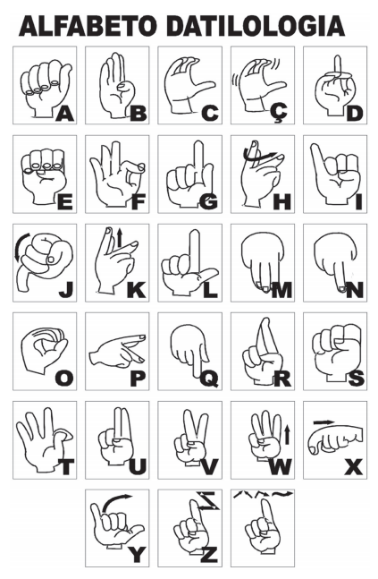 ALFABETO DATILOLOGIA
A B C Ç D
E F G H I
J K L M N
O P Q R S
T U V W X
Y Z